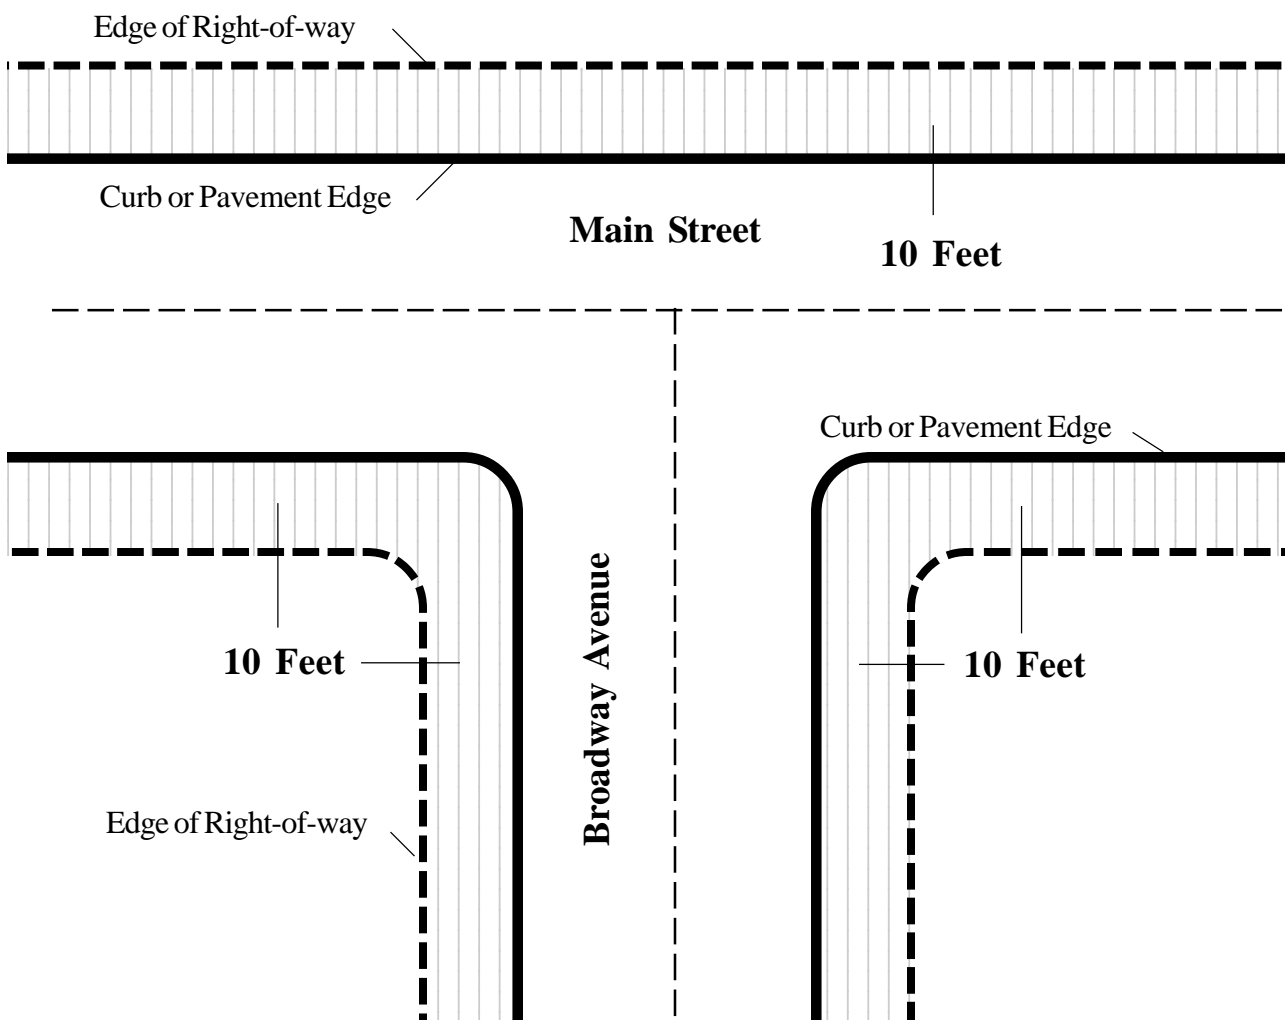 Edge of Right-of-way
Curb or Pavement Edge
Main Street
10 Feet
Curb or Pavement Edge
Broadway Avenue
10 Feet
10 Feet
Edge of Right-of-way